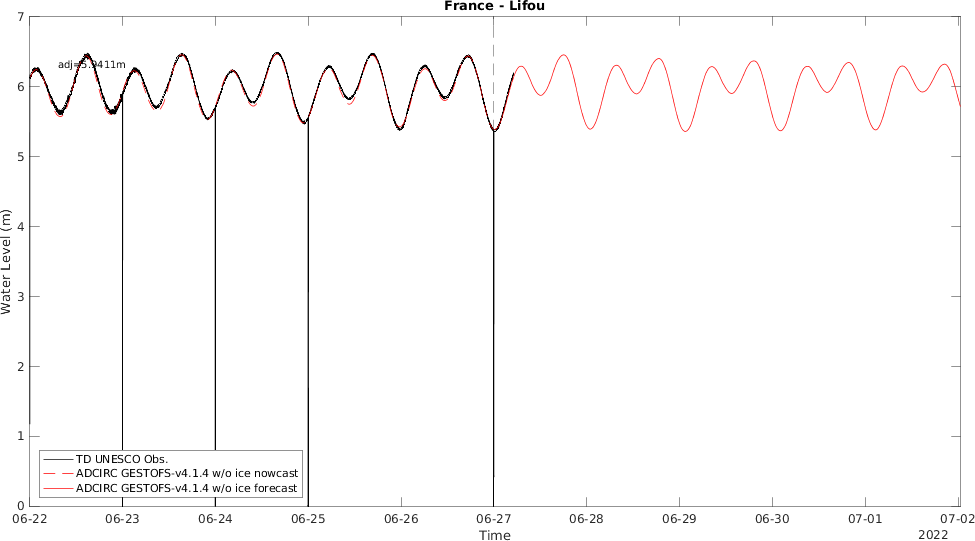 France - Lifou
7
6
5
4
3
2
1
0
Water Level (m)
adj=5.9411m
TD UNESCO Obs.
ADCIRC GESTOFS-v4.1.4 w/o ice nowcast
ADCIRC GESTOFS-v4.1.4 w/o ice forecast
06-22 06-23 06-24 06-25 06-26 06-27 06-28 06-29 06-30 07-01 07-02
Time
2022